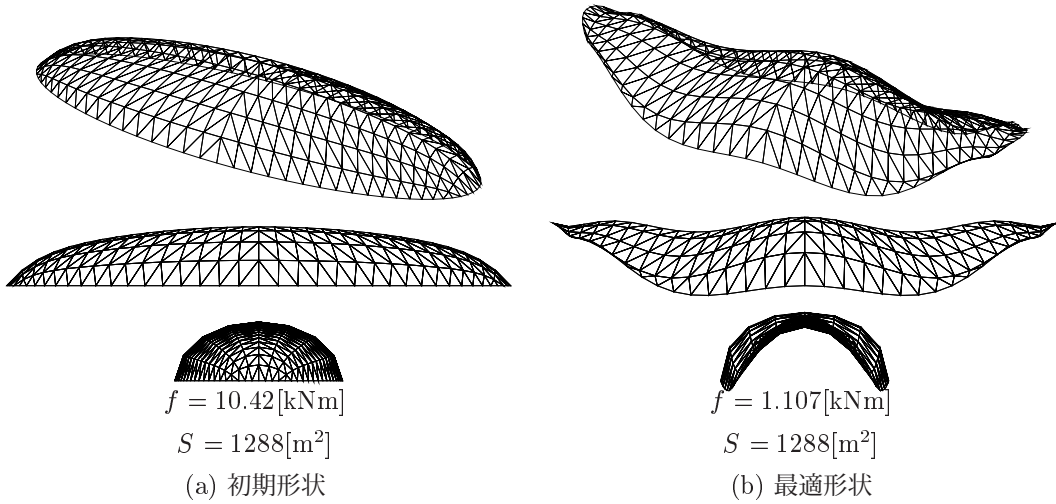 f = 10.42[kNm]
S = 1288[m²]
(a) 初期形状
f = 1.107[kNm]
S = 1288[m²]
(b) 最適形状